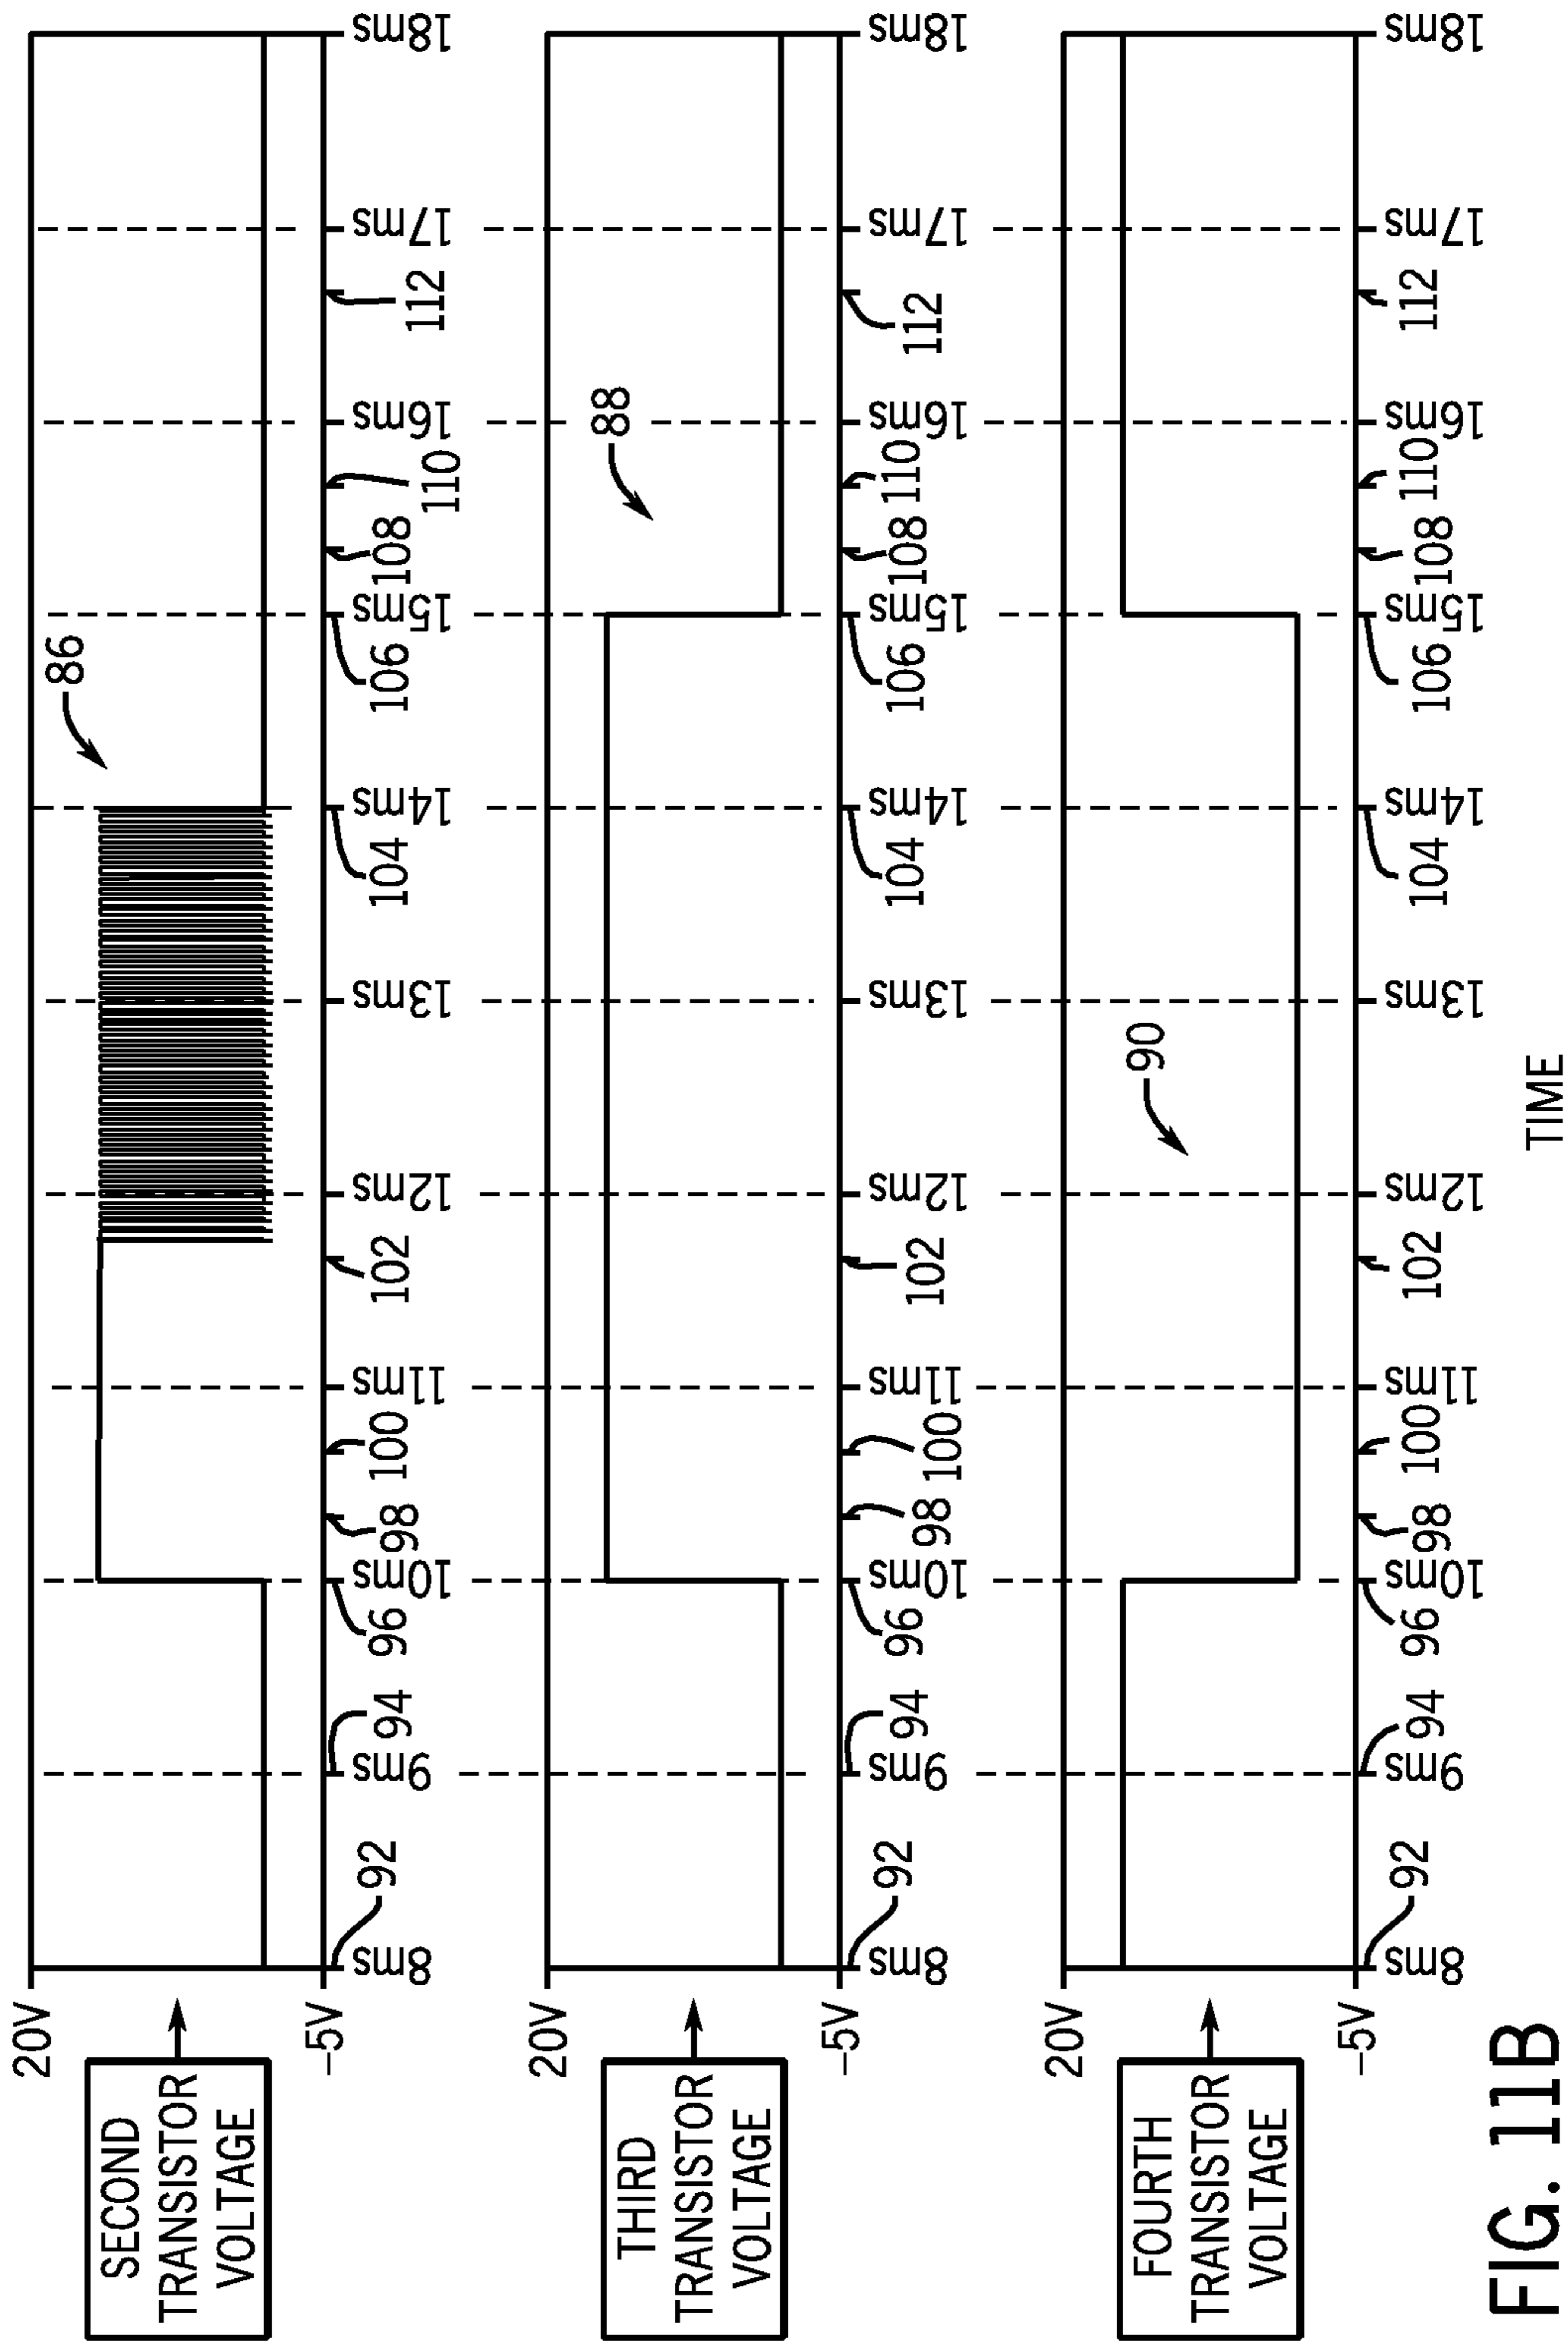 20V
SECOND
TRANSISTOR
VOLTAGE
-5V
86
8ms
9ms
10ms
11ms
12ms
13ms
14ms
15ms
16ms
17ms
18ms
92
94
96
98
100
102
104
106
108
110
112
20V
THIRD
TRANSISTOR
VOLTAGE
-5V
88
8ms
9ms
10ms
11ms
12ms
13ms
14ms
15ms
16ms
17ms
18ms
92
94
96
98
100
102
104
106
108
110
112
20V
FOURTH
TRANSISTOR
VOLTAGE
-5V
90
8ms
9ms
10ms
11ms
12ms
13ms
14ms
15ms
16ms
17ms
18ms
92
94
96
98
100
102
104
106
108
110
112
TIME
FIG. 11B